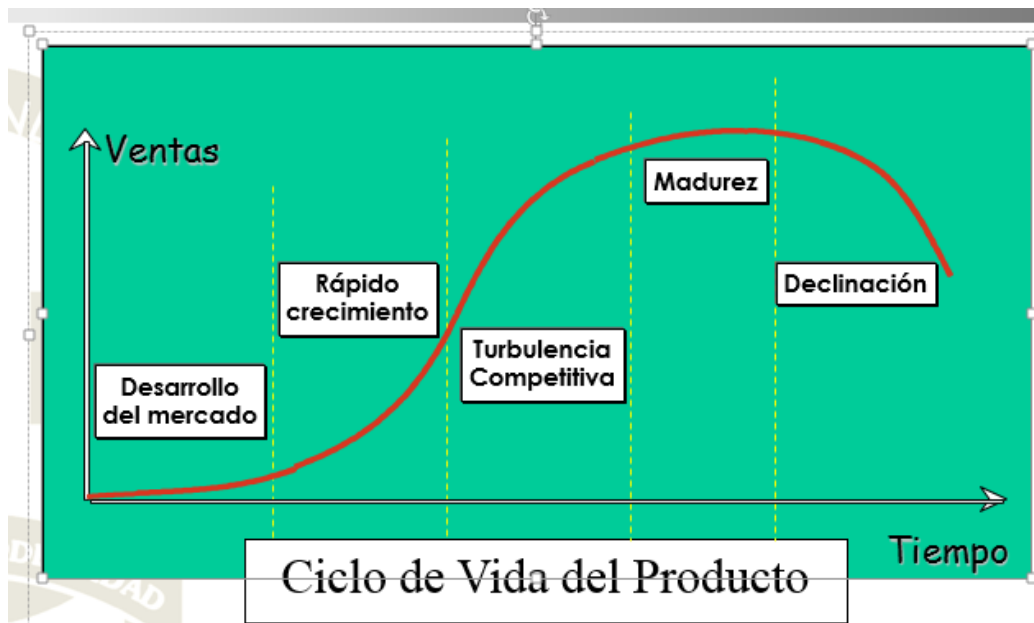 Ventas
Madurez
Rápido
crecimiento
Declinación
Turbulencia
Competitiva
Desarrollo
del mercado
Tiempo
Ciclo de Vida del Producto